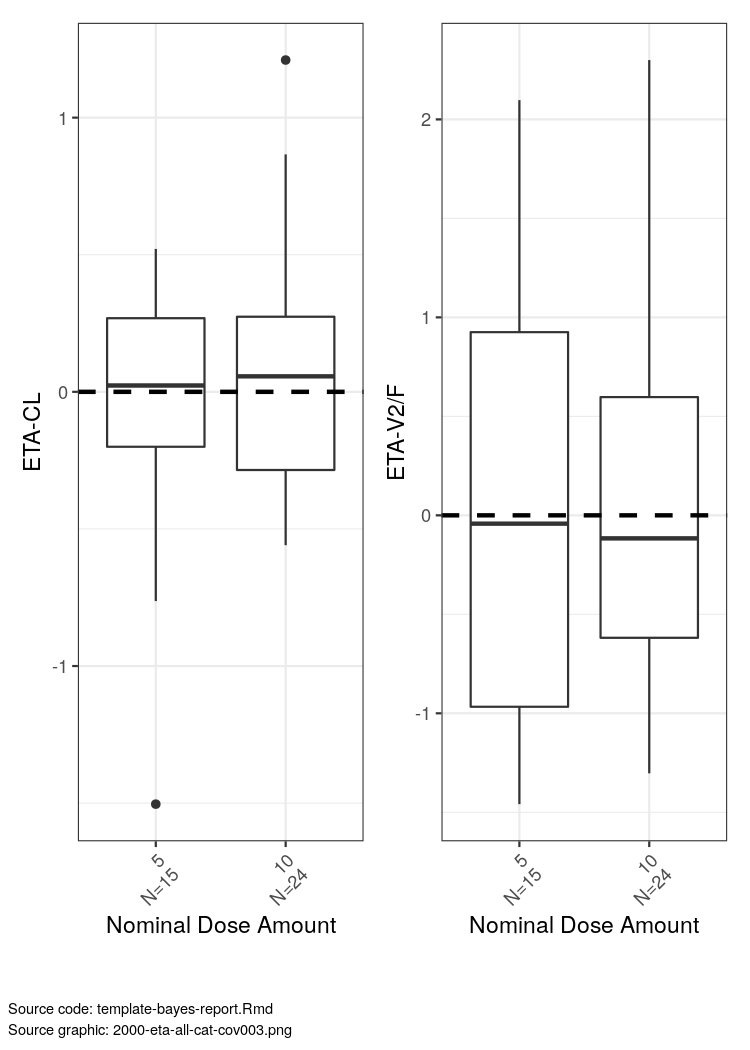 ETA-CL
1
0
-1
5
N=15
10
N=24
Nominal Dose Amount
ETA-V2/F
2
1
0
-1
5
N=15
10
N=24
Nominal Dose Amount
Source code: template-bayes-report.Rmd
Source graphic: 2000-eta-all-cat-cov003.png